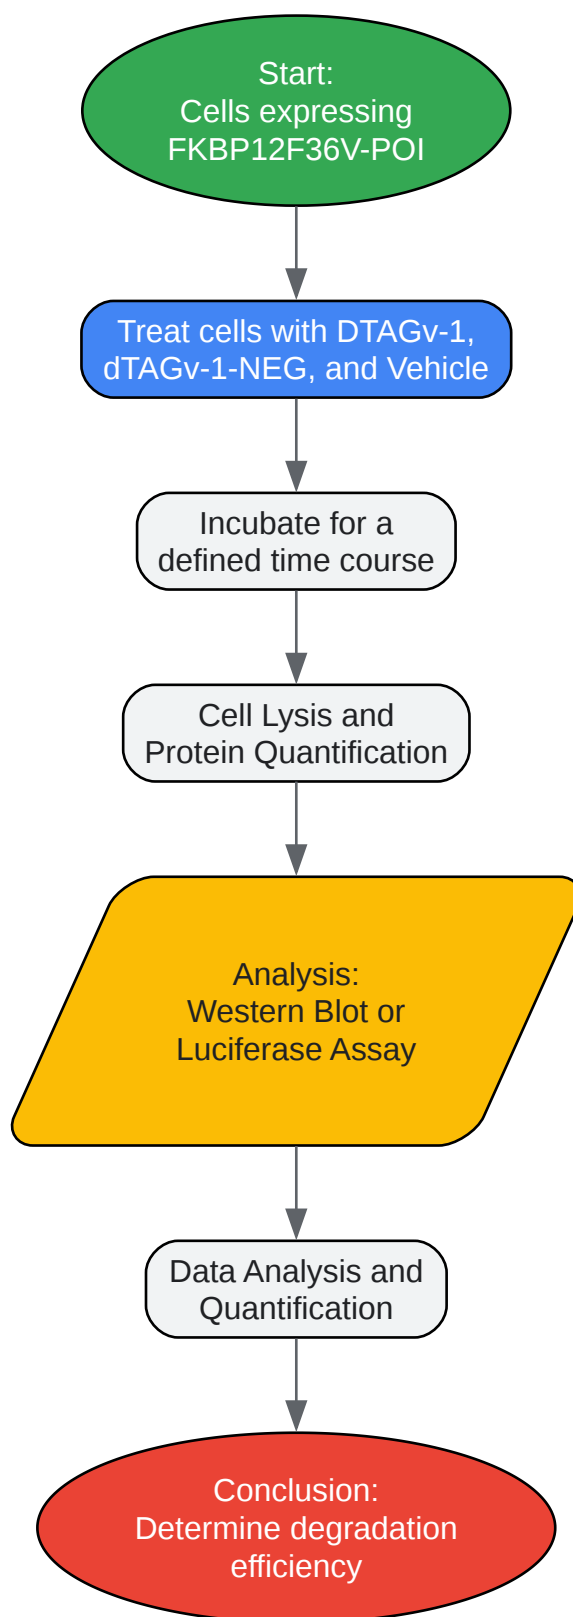 Start:
Cells expressing
FKBP12F36V-POI
Treat cells with DTAGv-1,
dTAGv-1-NEG, and Vehicle
Incubate for a
defined time course
Cell Lysis and
Protein Quantification
Analysis:
Western Blot or
Luciferase Assay
Data Analysis and
Quantification
Conclusion:
Determine degradation
efficiency